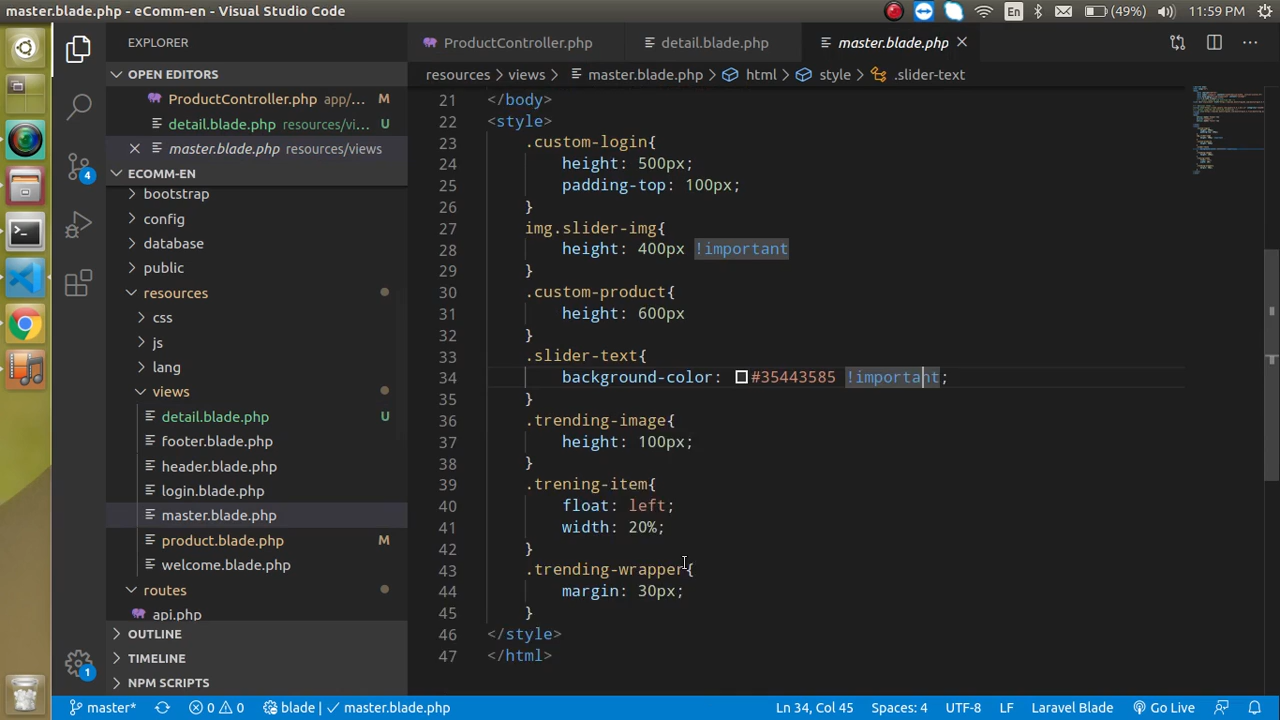 master.blade.php - eComm-en - Visual Studio Code
En
(49%)
11:59 PM
EXPLORER
ProductController.php
detail.blade.php
master.blade.php
OPEN EDITORS
resources
views
master.blade.php
html
style
.slider-text
ProductController.php app/... M
detail.blade.php resources/vi... U
master.blade.php resources/views
ECOMM-EN
4
bootstrap
config
database
public
resources
css
js
lang
views
detail.blade.php U
footer.blade.php
header.blade.php
login.blade.php
master.blade.php
product.blade.php M
welcome.blade.php
routes
api.php
OUTLINE
TIMELINE
NPM SCRIPTS
1
21 </body>
22 <style>
23 .custom-login{
24 height: 500px;
25 padding-top: 100px;
26 }
27 img.slider-img{
28 height: 400px !important
29 }
30 .custom-product{
31 height: 600px
32 }
33 .slider-text{
34 background-color: #35443585 !important;
35 }
36 .trending-image{
37 height: 100px;
38 }
39 .trening-item{
40 float: left;
41 width: 20%;
42 }
43 .trending-wrapper{
44 margin: 30px;
45 }
46 </style>
47 </html>
master*
0
0
blade
master.blade.php
Ln 34, Col 45
Spaces: 4
UTF-8
LF
Laravel Blade
Go Live